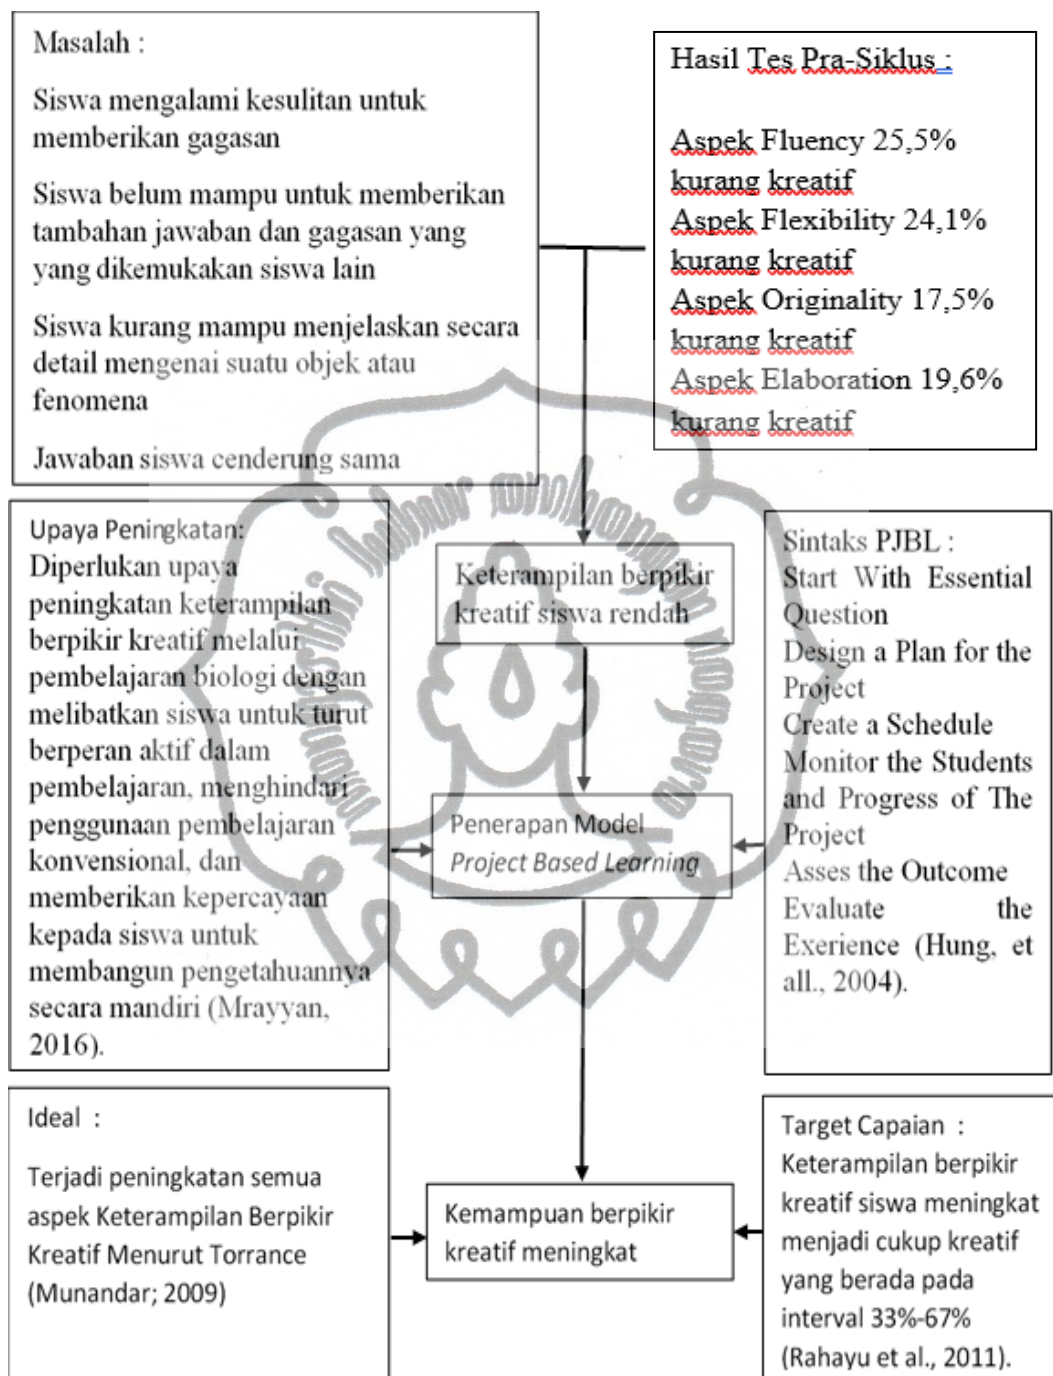 Masalah :
Siswa mengalami kesulitan untuk
memberikan gagasan
Siswa belum mampu untuk memberikan
tambahan jawaban dan gagasan yang
yang dikemukakan siswa lain
Siswa kurang mampu menjelaskan secara
detail mengenai suatu objek atau
fenomena
Jawaban siswa cenderung sama
Hasil Tes Pra-Siklus :
Aspek Fluency 25,5%
kurang kreatif
Aspek Flexibility 24,1%
kurang kreatif
Aspek Originality 17,5%
kurang kreatif
Aspek Elaboration 19,6%
kurang kreatif
Upaya Peningkatan:
Diperlukan upaya
peningkatan keterampilan
berpikir kreatif melalui
pembelajaran biologi dengan
melibatkan siswa untuk turut
berperan aktif dalam
pembelajaran, menghindari
penggunaan pembelajaran
konvensional, dan
memberikan kepercayaan
kepada siswa untuk
membangun pengetahuannya
secara mandiri (Mrayyan,
2016).
Keterampilan berpikir
kreatif siswa rendah
Penerapan Model
Project Based Learning
Sintaks PJBL :
Start With Essential
Question
Design a Plan for the
Project
Create a Schedule
Monitor the Students
and Progress of The
Project
Asses the Outcome
Evaluate the
Exerience (Hung, et
all., 2004).
Ideal :
Terjadi peningkatan semua
aspek Keterampilan Berpikir
Kreatif Menurut Torrance
(Munandar; 2009)
Kemampuan berpikir
kreatif meningkat
Target Capaian :
Keterampilan berpikir
kreatif siswa meningkat
menjadi cukup kreatif
yang berada pada
interval 33%-67%
(Rahayu et al., 2011).